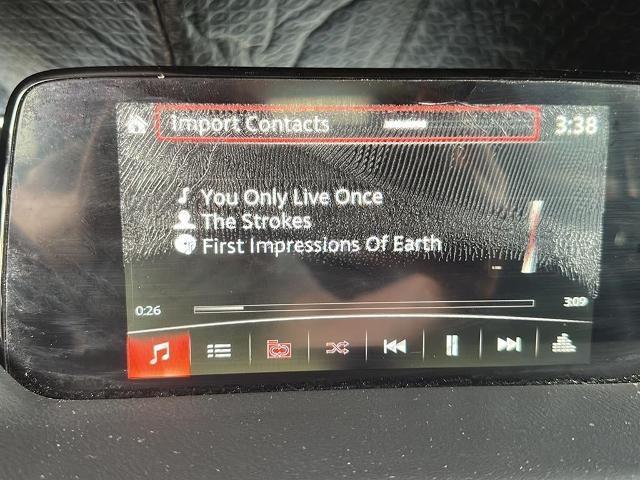 Import Contacts
3:38
You Only Live Once
The Strokes
First Impressions Of Earth
0:26
3:09